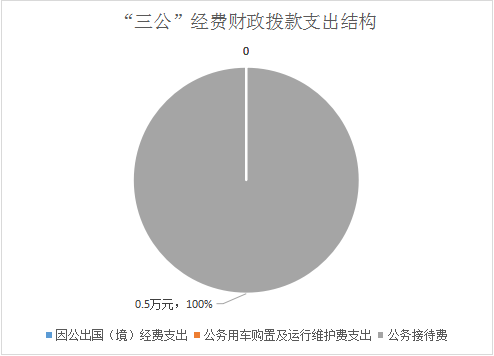 “三公”经费财政拨款支出结构
0
0.5万元，100%
因公出国（境）经费支出 公务用车购置及运行维护费支出 公务接待费